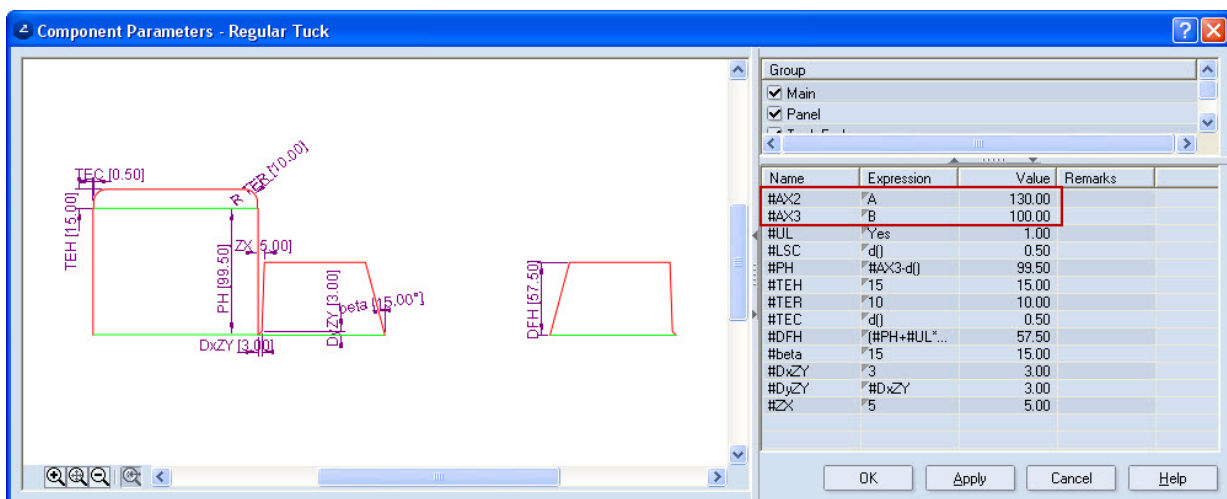 Component Parameters - Regular Tuck
TEC [0.50]
R TER [10.00]
TEH [15.00]
ZX [5.00]
PH [99.50]
DyZY [3.00]
beta [15.00°]
DxZY [3.00]
DFH [57.50]
Group
Main
Panel
Name Expression Value Remarks
#AX2 A 130.00
#AX3 B 100.00
#UL Yes 1.00
#LSC d() 0.50
#PH #AX3-d() 99.50
#TEH 15 15.00
#TER 10 10.00
#TEC d() 0.50
#DFH (#PH+#UL*... 57.50
#beta 15 15.00
#DxZY 3 3.00
#DyZY #DxZY 3.00
#ZX 5 5.00
OK Apply Cancel Help